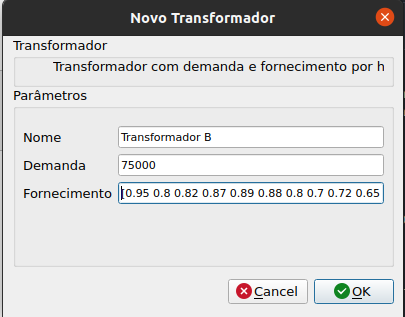 Novo Transformador
Transformador
Transformador com demanda e fornecimento por h
Parâmetros
Nome
Transformador B
Demanda
75000
Fornecimento
[0.95 0.8 0.82 0.87 0.89 0.88 0.8 0.7 0.72 0.65
Cancel
OK